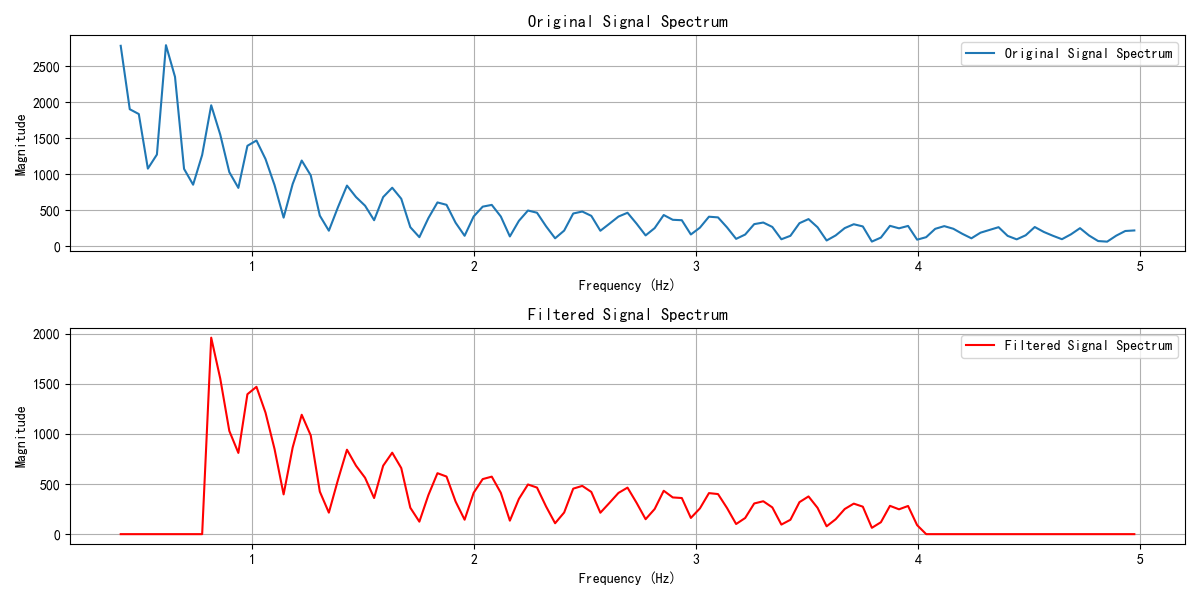 Original Signal Spectrum
Original Signal Spectrum
Magnitude
2500
2000
1500
1000
500
0
1 2 3 4 5
Frequency (Hz)
Filtered Signal Spectrum
Filtered Signal Spectrum
Magnitude
2000
1500
1000
500
0
1 2 3 4 5
Frequency (Hz)